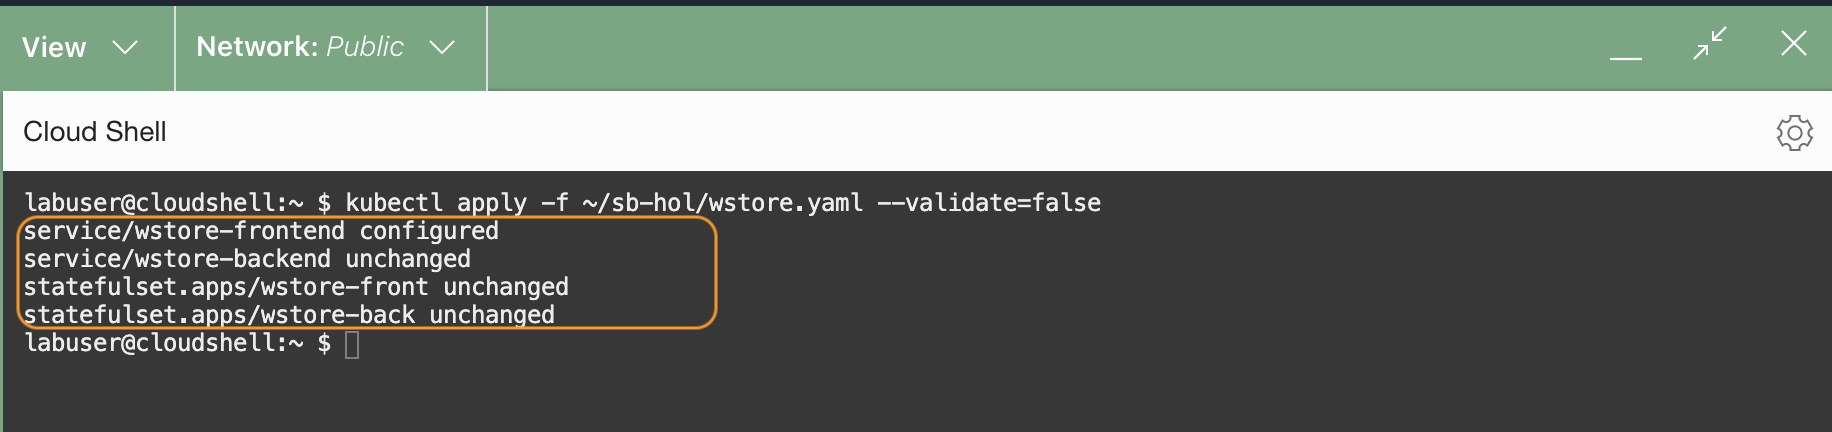 View
Network: Public
Cloud Shell
labuser@cloudshell:~ $ kubectl apply -f ~/sb-hol/wstore.yaml --validate=false
service/wstore-frontend configured
service/wstore-backend unchanged
statefulset.apps/wstore-front unchanged
statefulset.apps/wstore-back unchanged
labuser@cloudshell:~ $